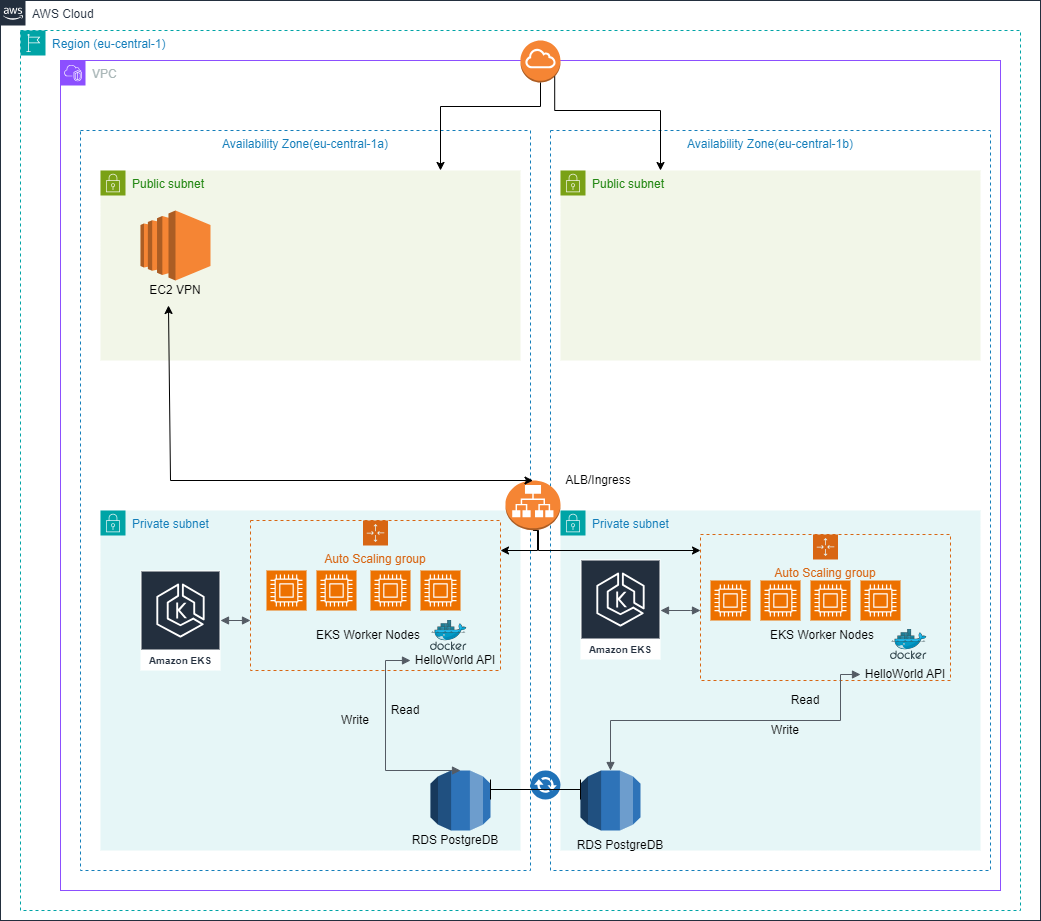 aws
AWS Cloud
Region (eu-central-1)
VPC
Availability Zone(eu-central-1a)
Availability Zone(eu-central-1b)
Public subnet
Public subnet
EC2 VPN
ALB/Ingress
Private subnet
Private subnet
Auto Scaling group
Auto Scaling group
K
K
EKS Worker Nodes
EKS Worker Nodes
docker
docker
Amazon EKS
Amazon EKS
HelloWorld API
HelloWorld API
Read
Write
Read
Write
RDS PostgreDB
RDS PostgreDB